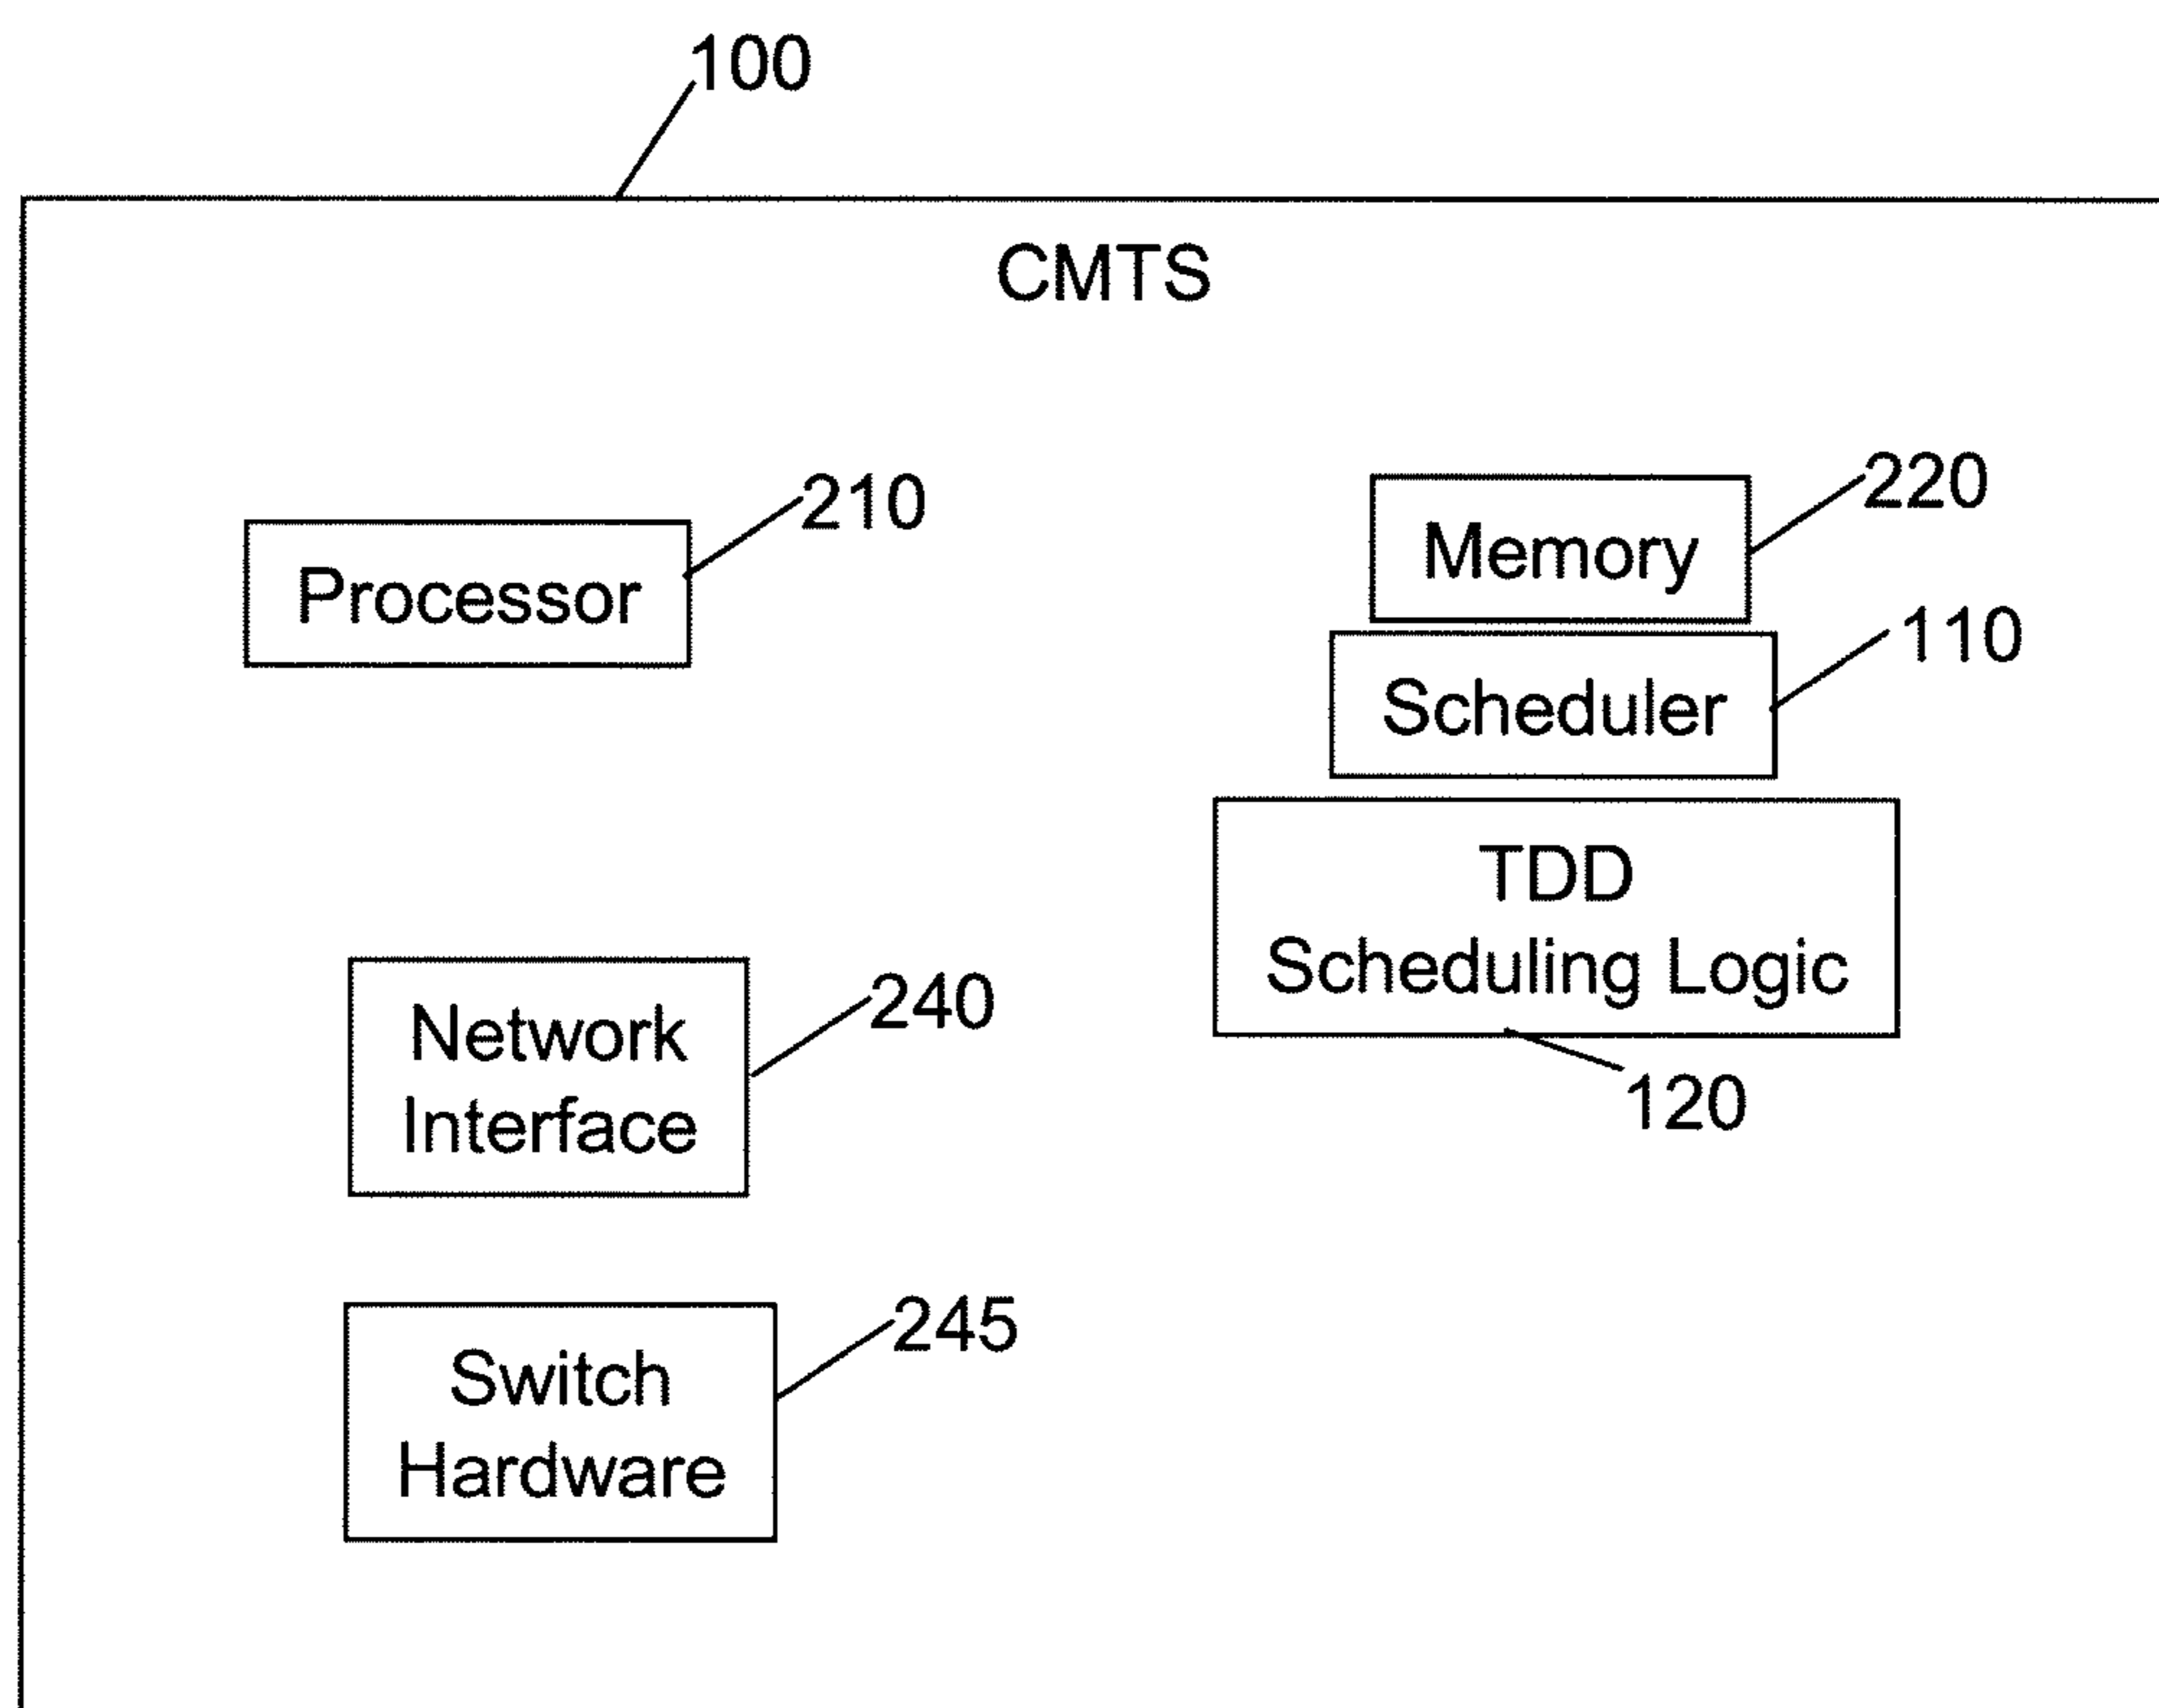 100
CMTS
210
Processor
220
Memory
110
Scheduler
TDD
Scheduling Logic
120
240
Network
Interface
245
Switch
Hardware